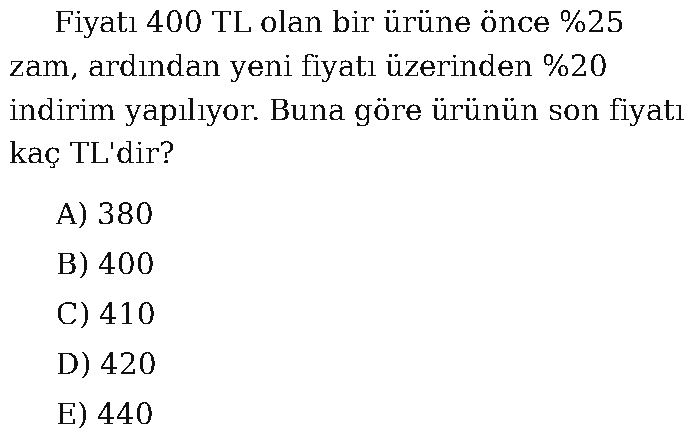 Fiyatı 400 TL olan bir ürüne önce %25
zam, ardından yeni fiyatı üzerinden %20
indirim yapılıyor. Buna göre ürünün son fiyatı
kaç TL'dir?
A) 380
B) 400
C) 410
D) 420
E) 440